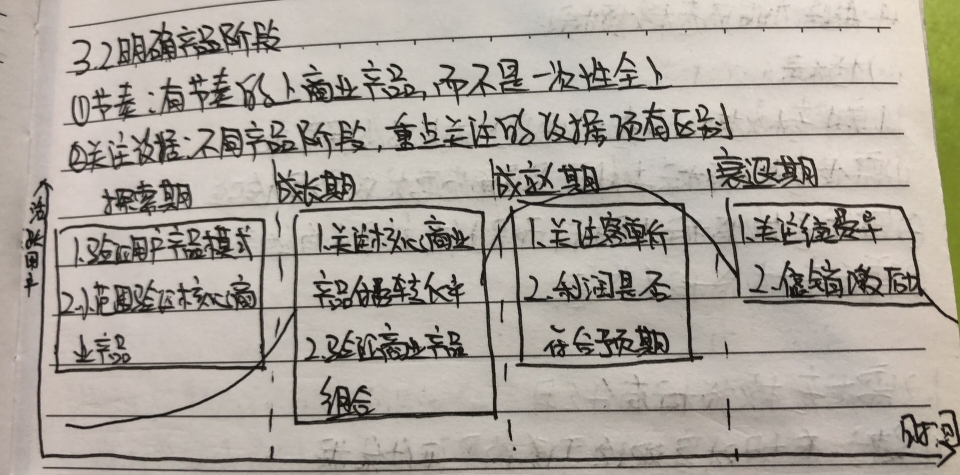 3.2明确产品阶段
①节奏:有节奏的上商业产品,而不是一次性全上
②关注数据:不同产品阶段,重点关注的数据项有区别
探索期 成长期 成熟期 衰退期
活跃用户
1.验证用户产品模式
2.小范围验证核心商
业产品
1.关注核心商业
产品的转化率
2.验证商业产品
组合
1.关注客单价
2.利润是否
符合预期
1.关注续费率
2.促销激活
时间